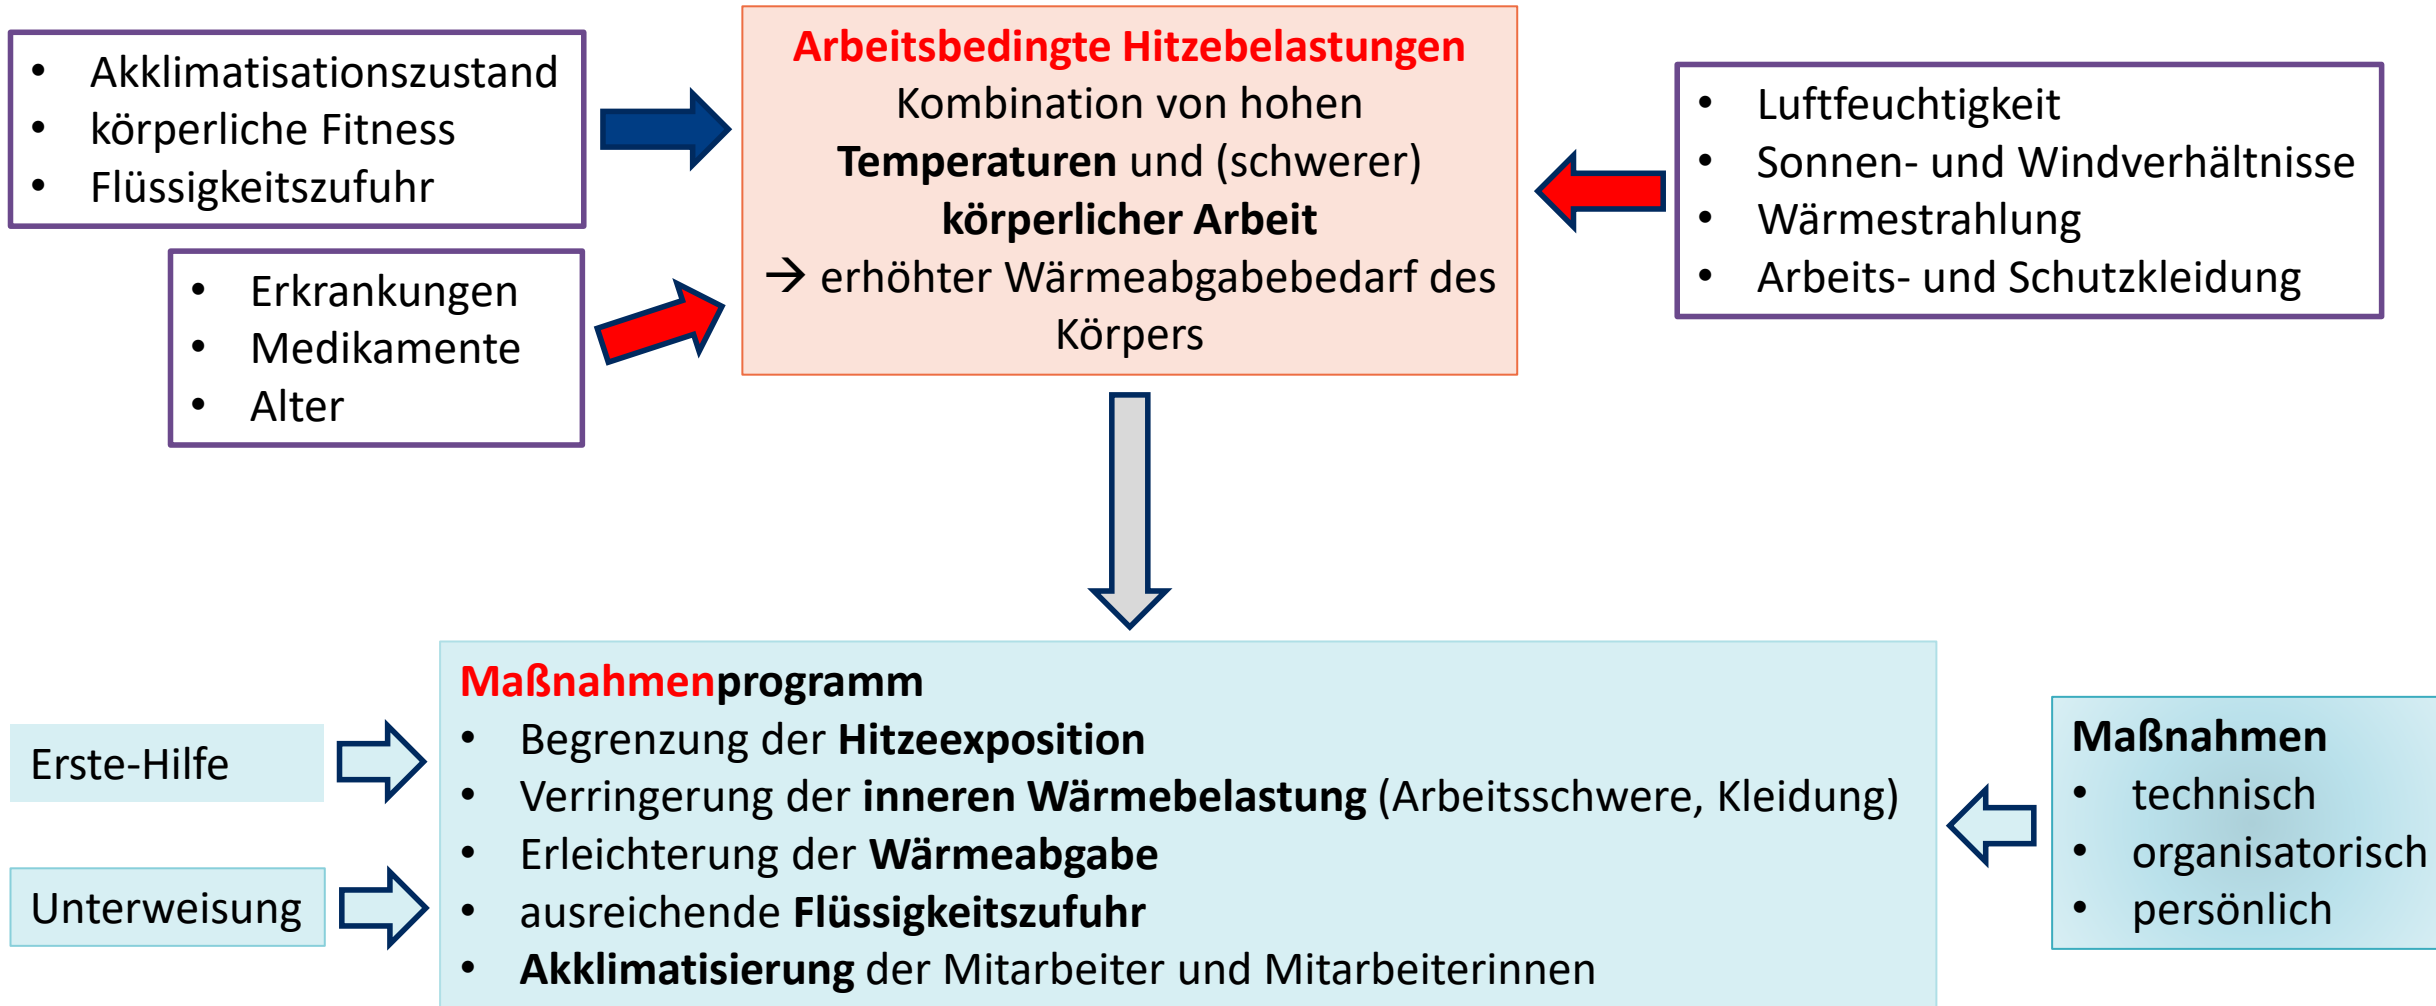 • Akklimatisationszustand
• körperliche Fitness
• Flüssigkeitszufuhr
• Erkrankungen
• Medikamente
• Alter
Arbeitsbedingte Hitzebelastungen
Kombination von hohen
Temperaturen und (schwerer)
körperlicher Arbeit
→ erhöhter Wärmeabgabebedarf des
Körpers
• Luftfeuchtigkeit
• Sonnen- und Windverhältnisse
• Wärmestrahlung
• Arbeits- und Schutzkleidung
Erste-Hilfe
Unterweisung
Maßnahmenprogramm
• Begrenzung der Hitzeexposition
• Verringerung der inneren Wärmebelastung (Arbeitsschwere, Kleidung)
• Erleichterung der Wärmeabgabe
• ausreichende Flüssigkeitszufuhr
• Akklimatisierung der Mitarbeiter und Mitarbeiterinnen
Maßnahmen
• technisch
• organisatorisch
• persönlich